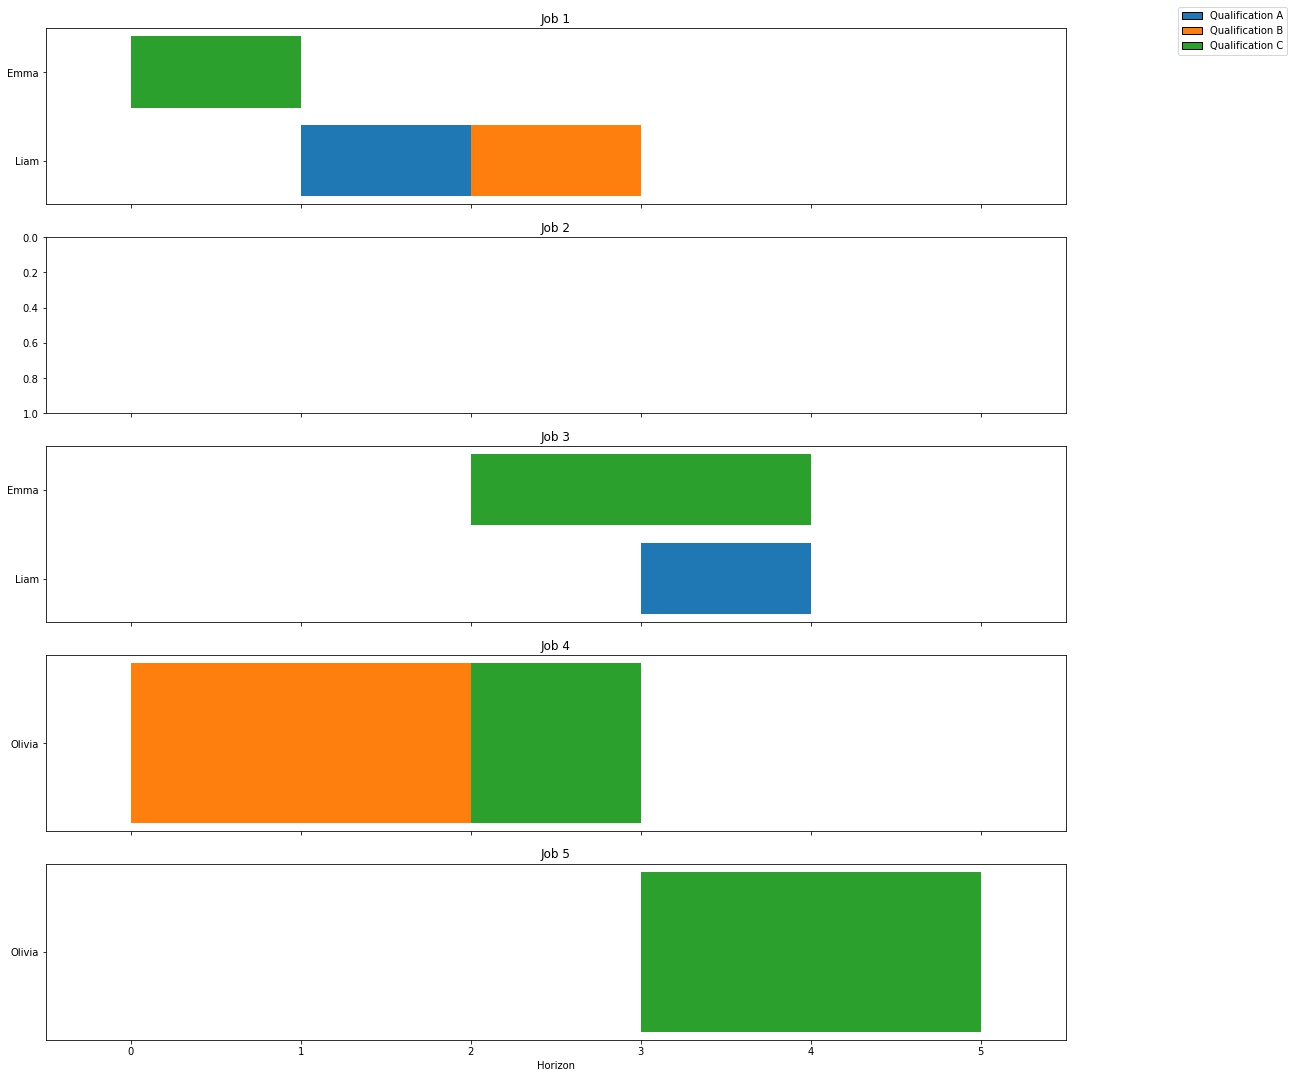 Job 1
Qualification A
Qualification B
Qualification C
Emma
Liam
Job 2
0.0
0.2
0.4
0.6
0.8
1.0
Job 3
Emma
Liam
Job 4
Olivia
Job 5
Olivia
0 1 2 3 4 5
Horizon